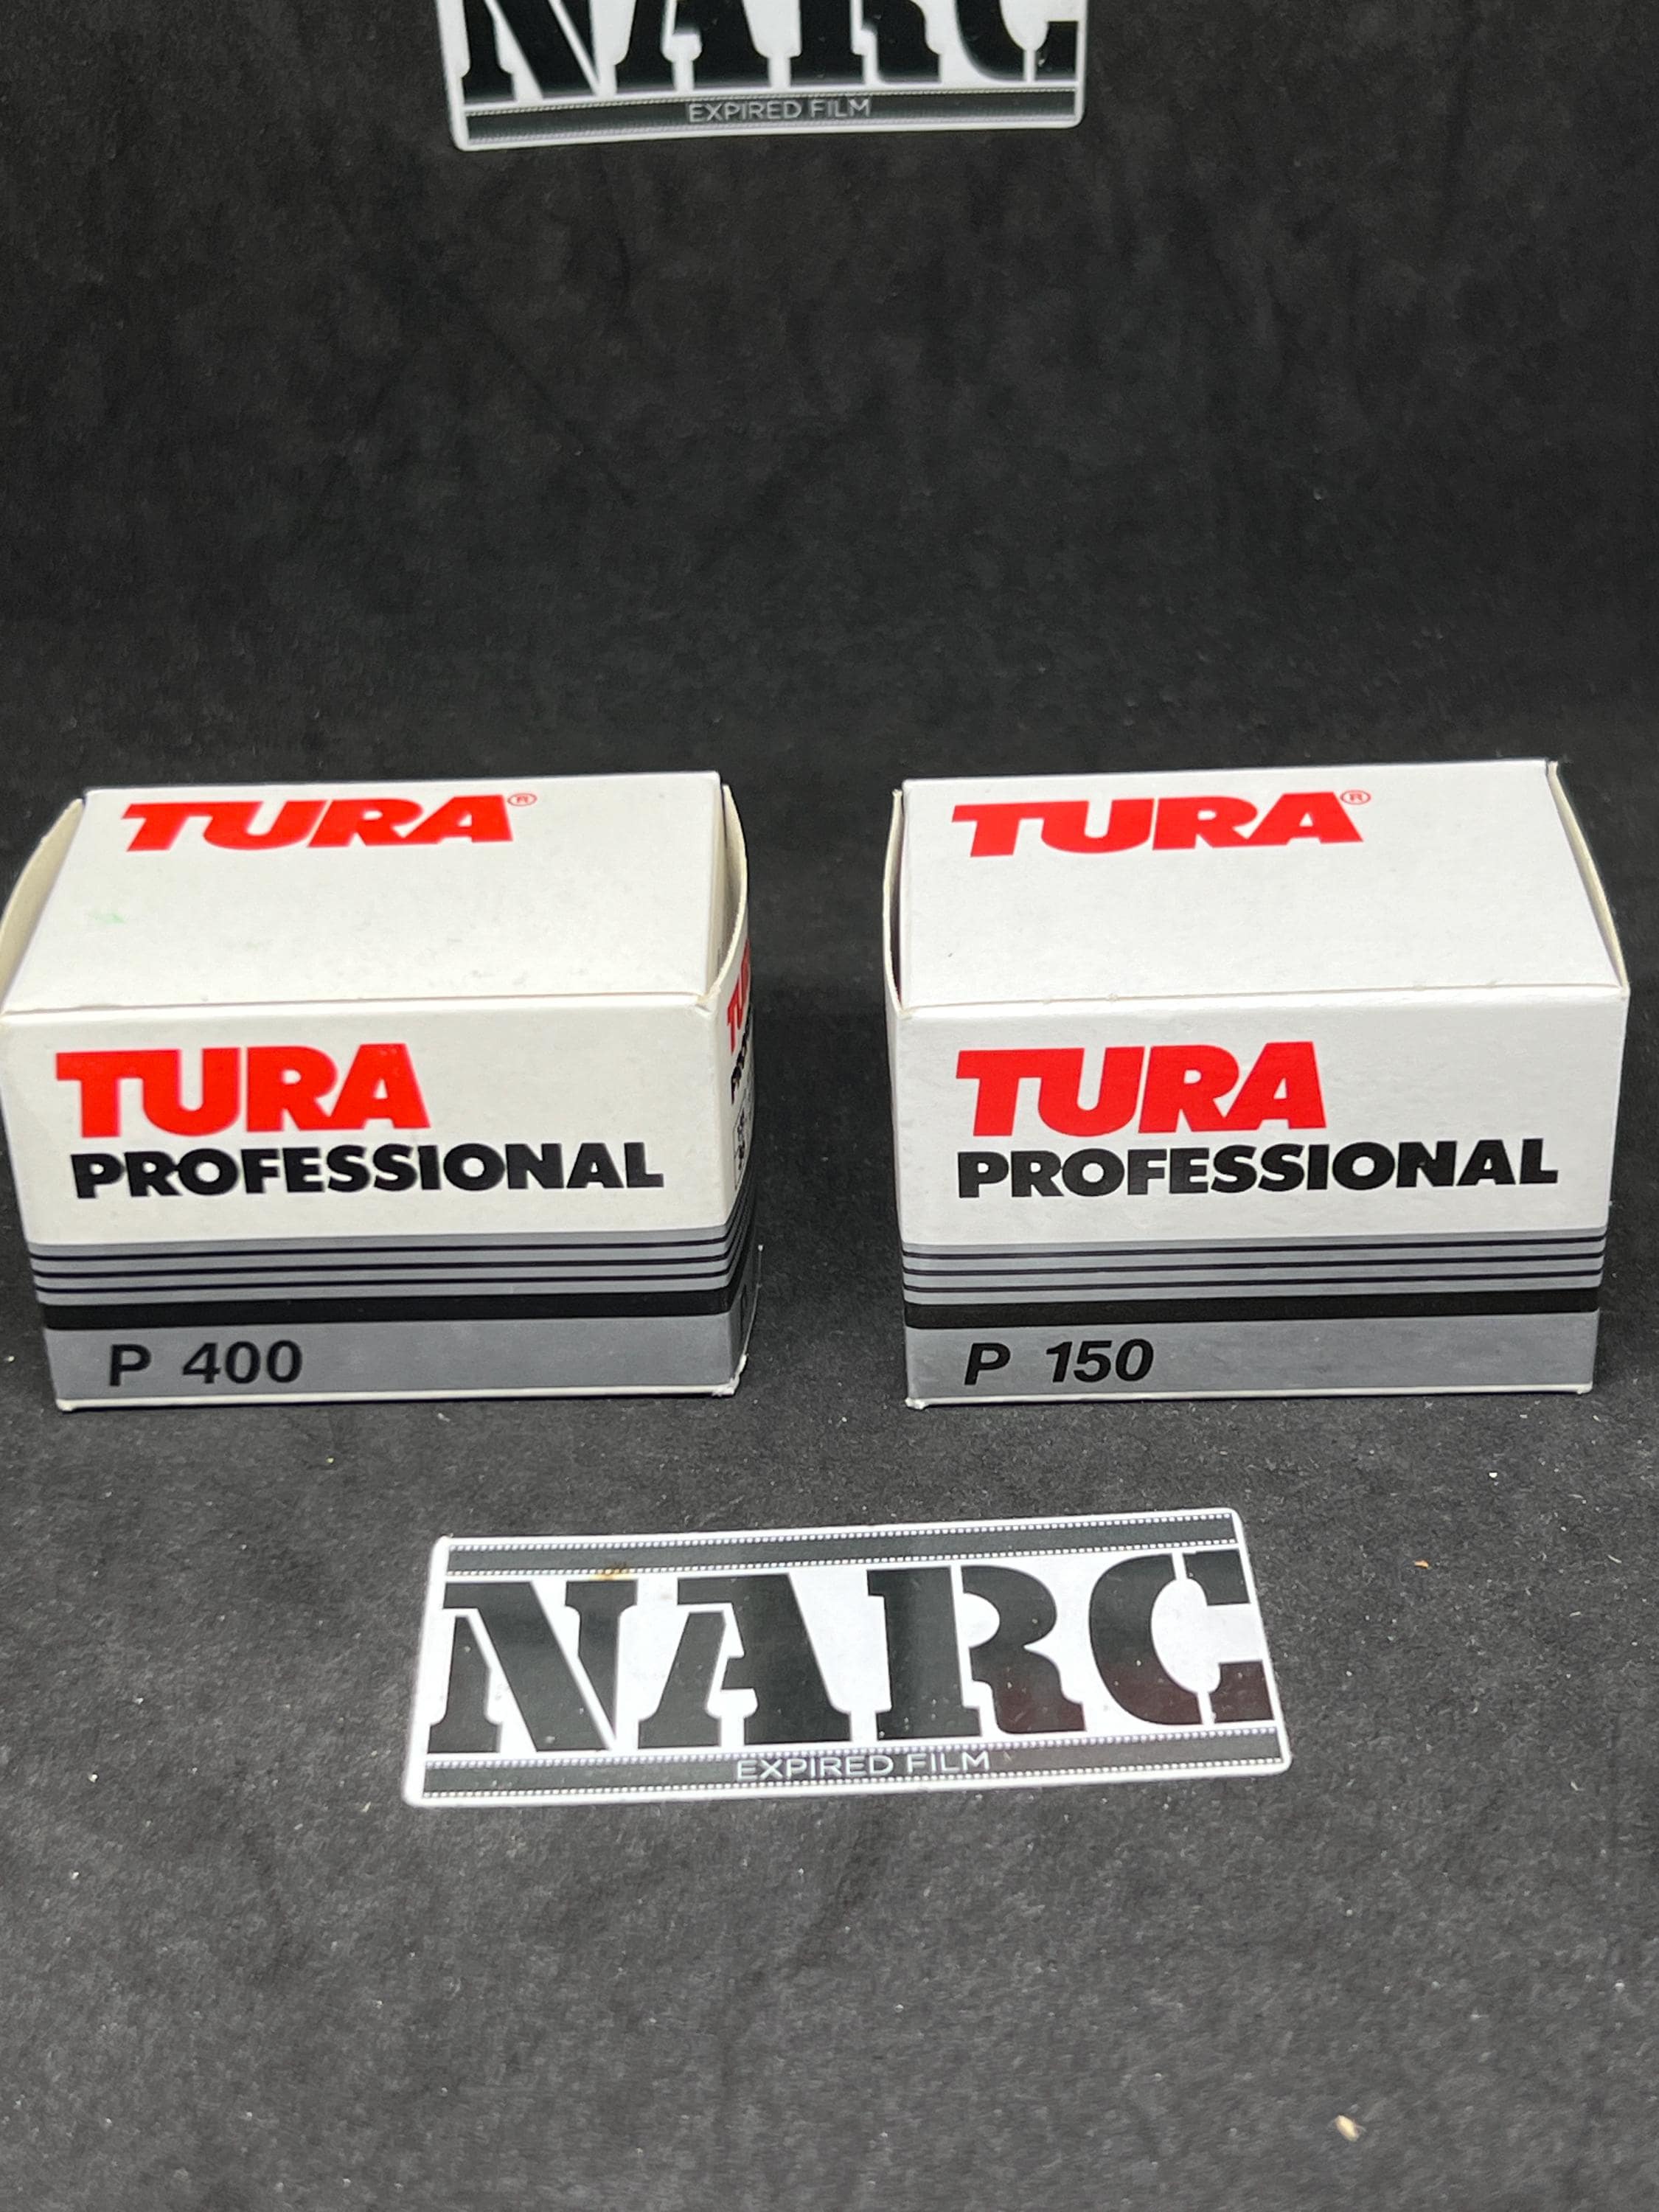 NARC
EXPIRED FILM
TURA®
TURA
PROFESSIONAL
P 400
TURA®
TURA
PROFESSIONAL
P 150
NARC
EXPIRED FILM